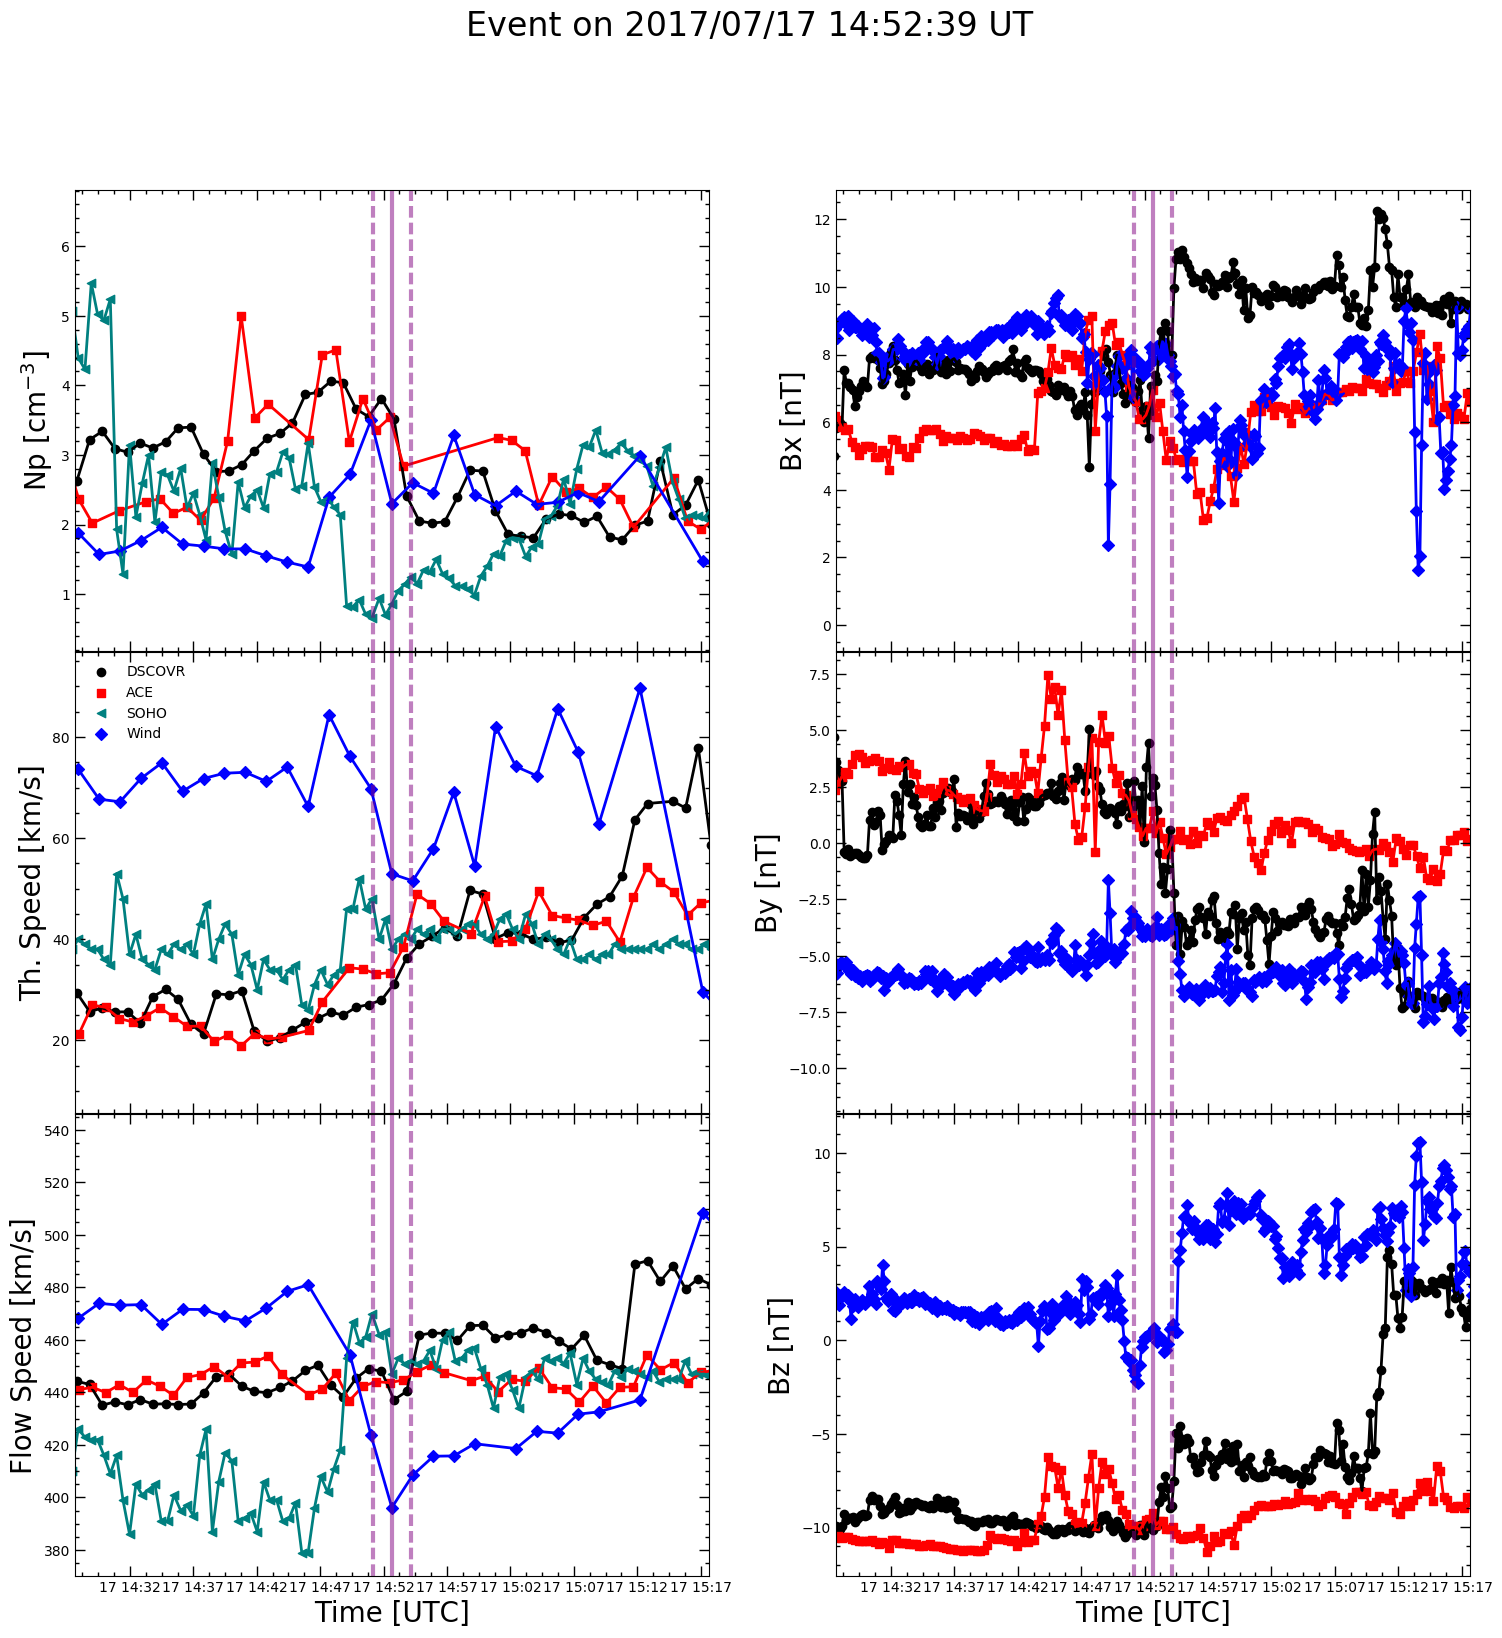 Event on 2017/07/17 14:52:39 UT
Np [cm⁻³]
6
5
4
3
2
1
Bx [nT]
12
10
8
6
4
2
0
DSCOVR
ACE
SOHO
Wind
Th. Speed [km/s]
80
60
40
20
By [nT]
7.5
5.0
2.5
0.0
−2.5
−5.0
−7.5
−10.0
Flow Speed [km/s]
540
520
500
480
460
440
420
400
380
Bz [nT]
10
5
0
−5
−10
17 14:32 17 14:37 17 14:42 17 14:47 17 14:52 17 14:57 17 15:02 17 15:07 17 15:12 17 15:17
Time [UTC]
17 14:32 17 14:37 17 14:42 17 14:47 17 14:52 17 14:57 17 15:02 17 15:07 17 15:12 17 15:17
Time [UTC]